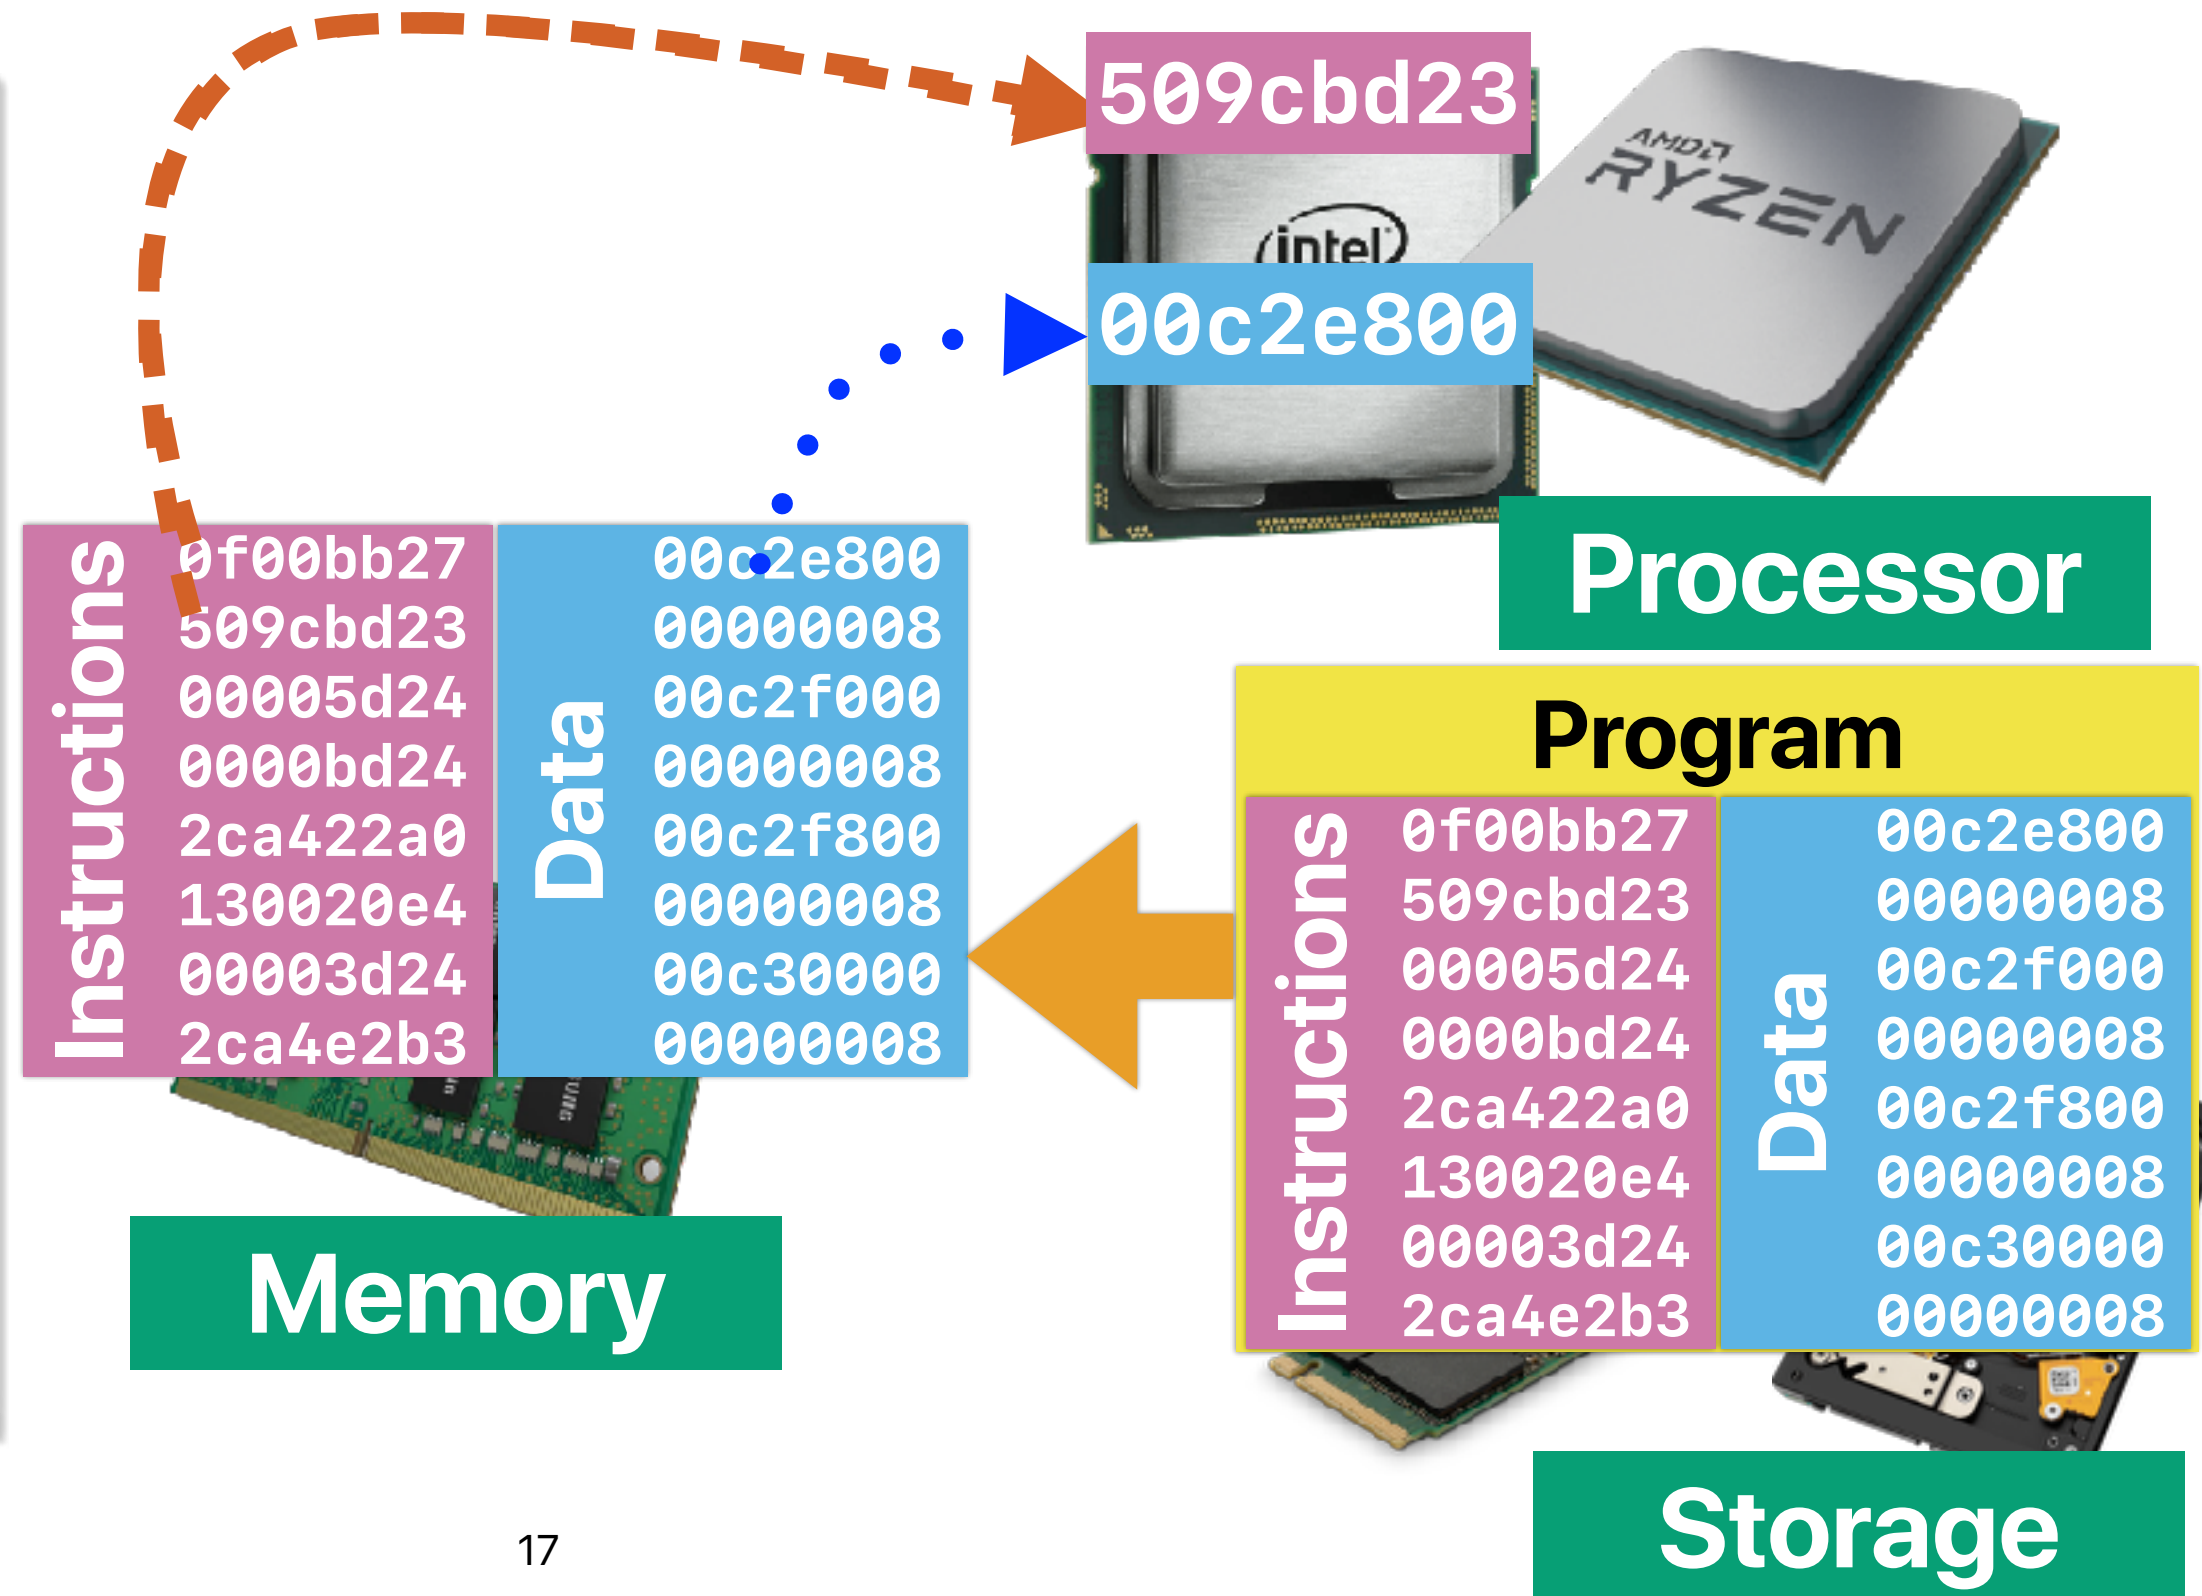 509cbd23
AMD
RYZEN
intel
00c2e800
Processor
Instructions
0f00bb27
509cbd23
00005d24
0000bd24
2ca422a0
130020e4
00003d24
2ca4e2b3
Data
00c2e800
00000008
00c2f000
00000008
00c2f800
00000008
00c30000
00000008
Memory
Program
Instructions
0f00bb27
509cbd23
00005d24
0000bd24
2ca422a0
130020e4
00003d24
2ca4e2b3
Data
00c2e800
00000008
00c2f000
00000008
00c2f800
00000008
00c30000
00000008
Storage
17